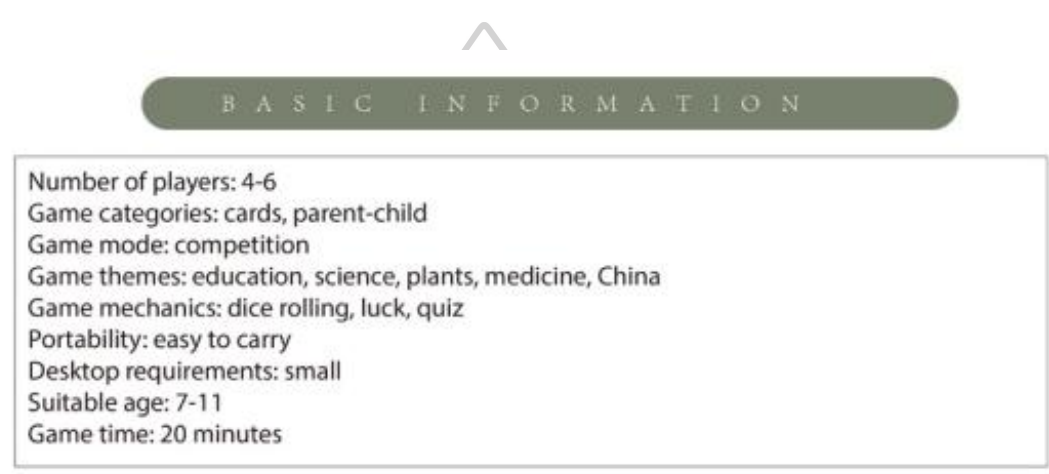 BASIC INFORMATION
Number of players: 4-6
Game categories: cards, parent-child
Game mode: competition
Game themes: education, science, plants, medicine, China
Game mechanics: dice rolling, luck, quiz
Portability: easy to carry
Desktop requirements: small
Suitable age: 7-11
Game time: 20 minutes